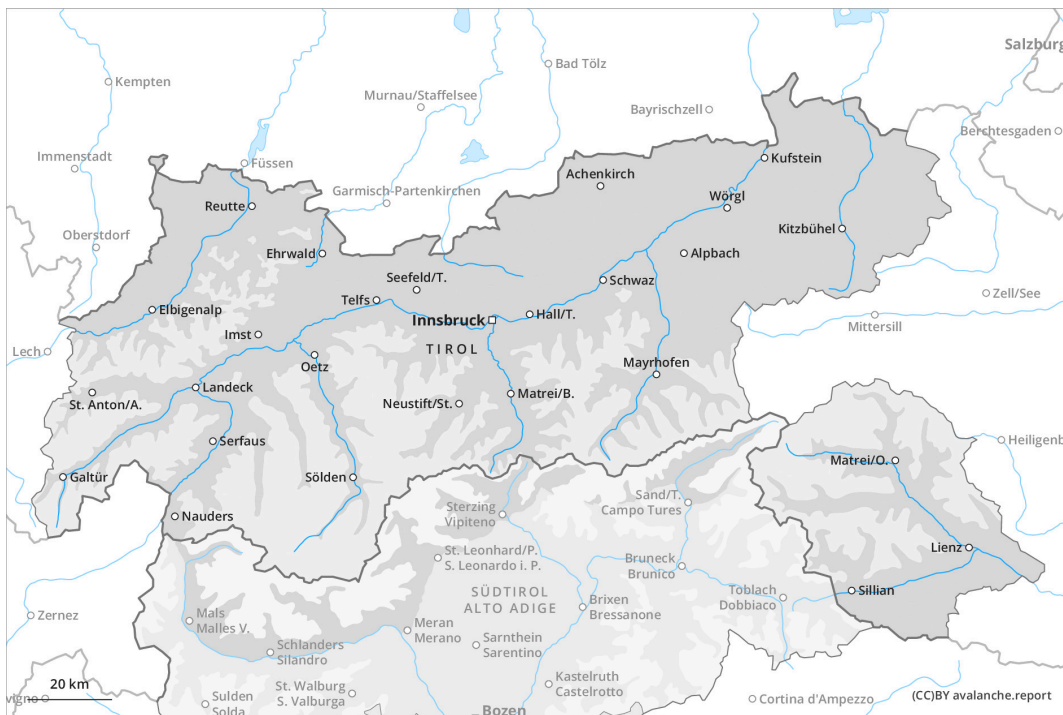 Salzburg
Kempten
Bad Tölz
Murnau/Staffelsee
Bayrischzell
Berchtesgaden
Immenstadt
Füssen
Kufstein
Achenkirch
Garmisch-Partenkirchen
Reutte
Wörgl
Oberstdorf
Kitzbühel
Ehrwald
Alpbach
Seefeld/T.
Schwaz
Zell/See
Telfs
Elbigenalp
Innsbruck
Hall/T.
Mittersill
Imst
TIROL
Lech
Oetz
Mayrhofen
Landeck
St. Anton/A.
Neustift/St.
Matrei/B.
Serfaus
Heiligenb
Matrei/O.
Galtür
Sölden
Sand/T.
Campo Tures
Sterzing
Vipiteno
Nauders
Lienz
St. Leonhard/P.
S. Leonardo i. P.
Bruneck
Brunico
SÜDTIROL
ALTO ADIGE
Toblach
Dobbiaco
Sillian
Brixen
Bressanone
Zernez
Mals
Malles V.
Meran
Merano
Sarnthein
Sarentino
Schlanders
Silandro
Kastelruth
Castelrotto
20 km
St. Walburg
S. Valburga
vigno
Sulden
Solda
Cortina d'Ampezzo
(CC)BY avalanche.report
Bozen